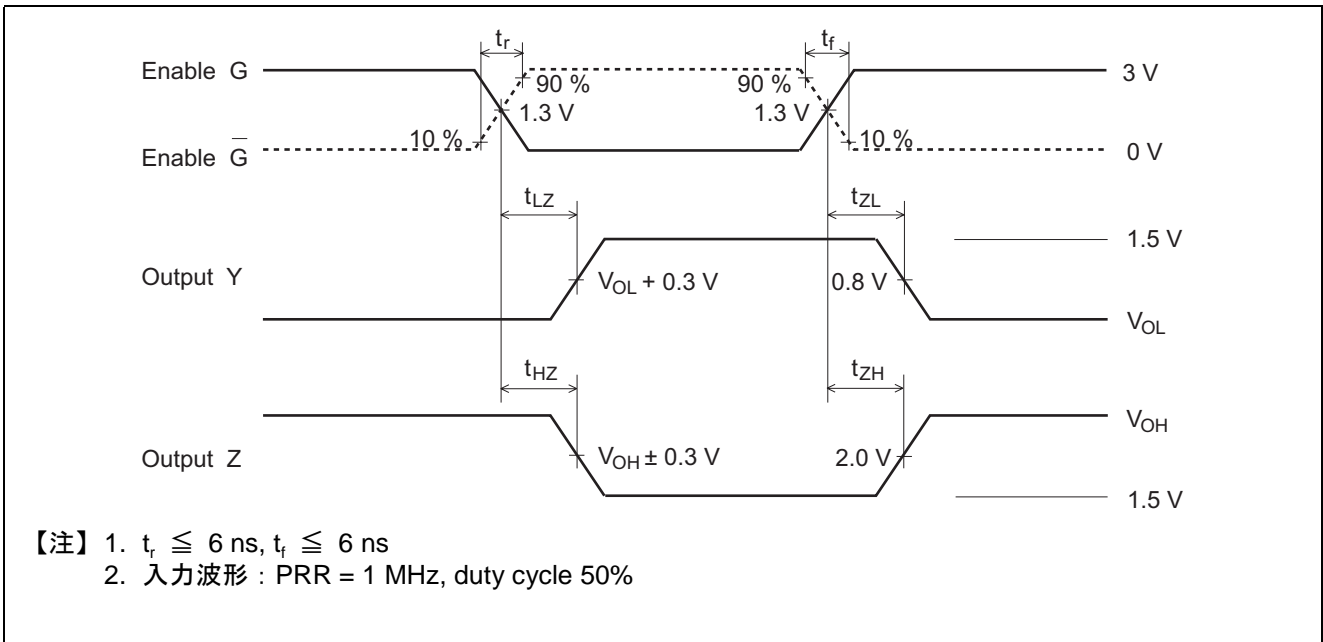 tr tf
Enable G 3 V
90 % 90 %
1.3 V 1.3 V
10 % 10 %
Enable G̅ 0 V
tLZ tZL
1.5 V
Output Y VOL + 0.3 V 0.8 V
VOL
tHZ tZH
VOH
Output Z VOH ± 0.3 V 2.0 V
1.5 V
【注】 1. tr ≦ 6 ns, tf ≦ 6 ns
2. 入力波形 : PRR = 1 MHz, duty cycle 50%